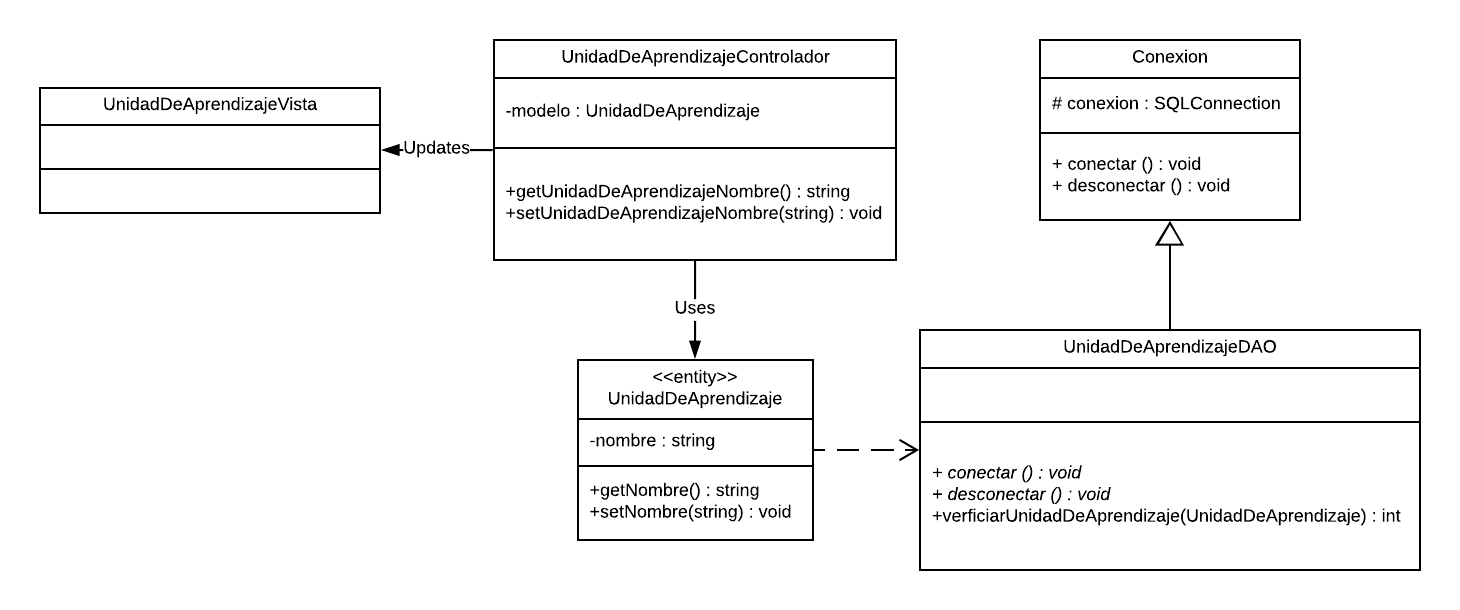 UnidadDeAprendizajeVista
Updates
UnidadDeAprendizajeControlador
-modelo : UnidadDeAprendizaje
+getUnidadDeAprendizajeNombre() : string
+setUnidadDeAprendizajeNombre(string) : void
Conexion
# conexion : SQLConnection
+ conectar () : void
+ desconectar () : void
Uses
<<entity>>
UnidadDeAprendizaje
-nombre : string
+getNombre() : string
+setNombre(string) : void
UnidadDeAprendizajeDAO
+ conectar () : void
+ desconectar () : void
+verficiarUnidadDeAprendizaje(UnidadDeAprendizaje) : int